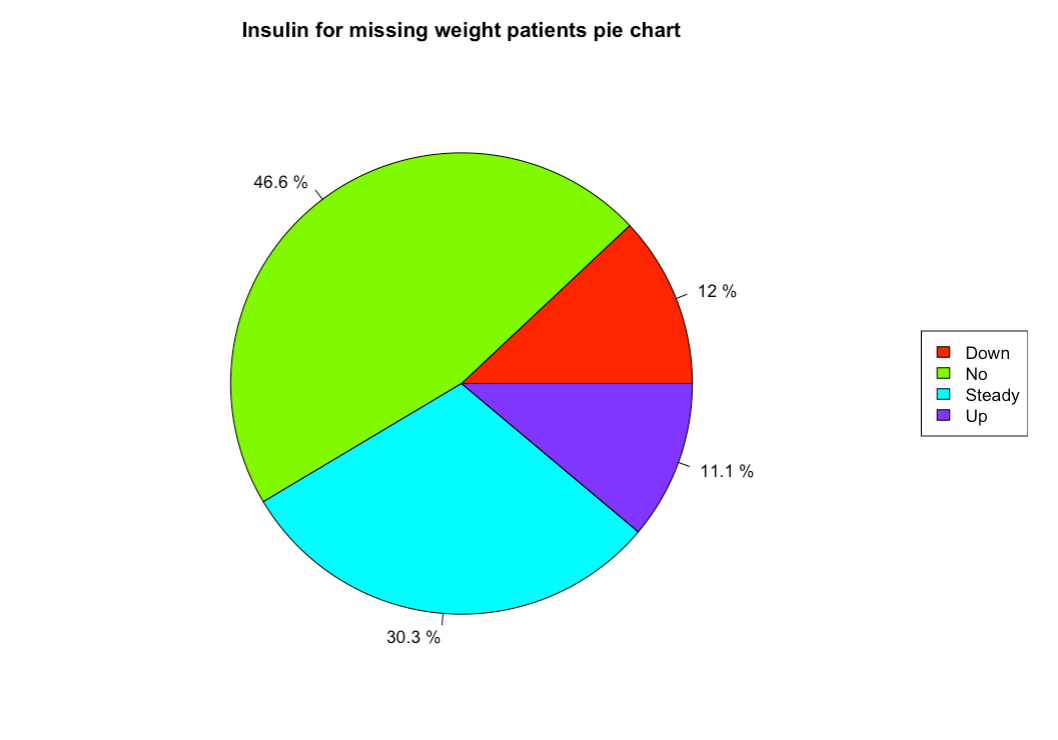 Insulin for missing weight patients pie chart
46.6 %
12 %
Down
No
Steady
Up
11.1 %
30.3 %